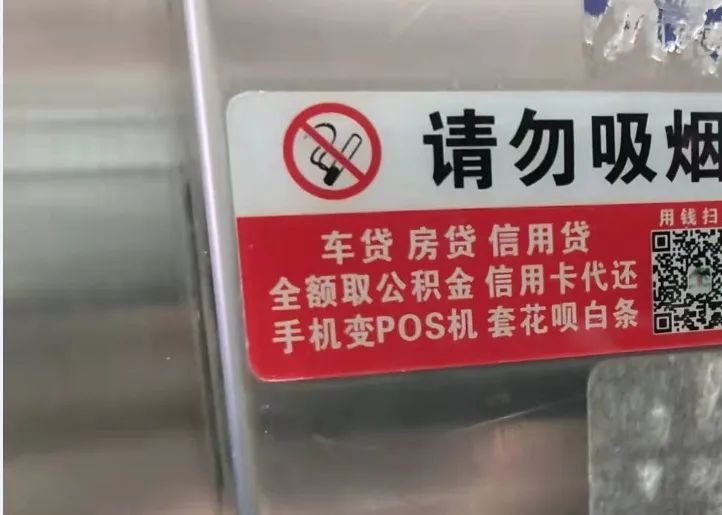 请勿吸烟
用钱扫
车贷 房贷 信用贷
全额取公积金 信用卡代还
手机变POS机 套花呗白条